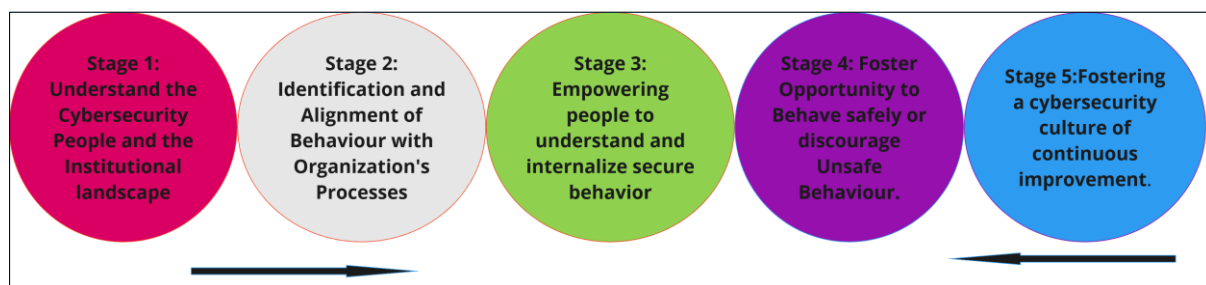 Stage 1:
Understand the
Cybersecurity
People and the
Institutional
landscape
Stage 2:
Identification and
Alignment of
Behaviour with
Organization's
Processes
Stage 3:
Empowering
people to
understand and
internalize secure
behavior
Stage 4: Foster
Opportunity to
Behave safely or
discourage
Unsafe
Behaviour.
Stage 5:Fostering
a cybersecurity
culture of
continuous
improvement.